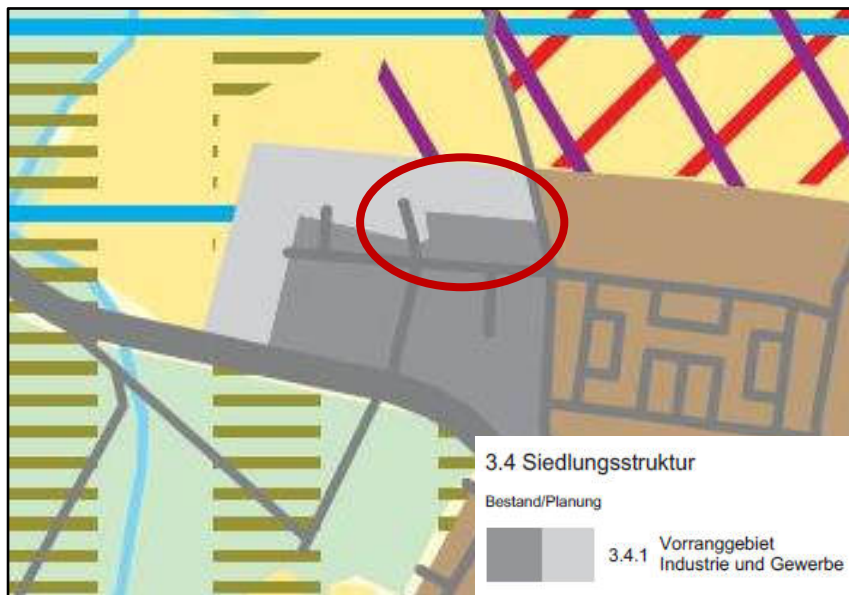 3.4 Siedlungsstruktur
Bestand/Planung
3.4.1 Vorranggebiet
Industrie und Gewerbe